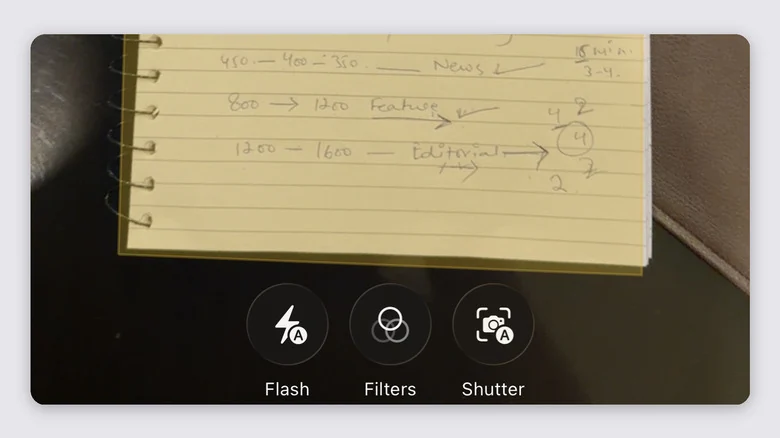 15 min.
450 — 400 — 350 — News
3-4.
800 → 1200 Feature
4 2
4
1200 — 1600 — Editorial →
2
2.
A
A
Flash Filters Shutter